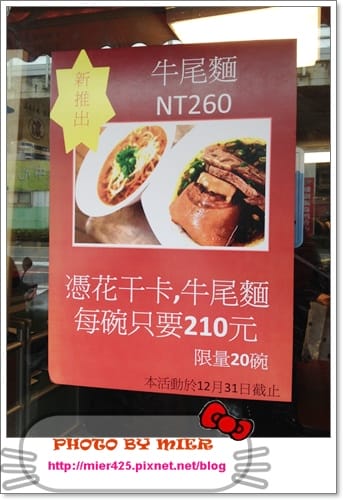 新推出
牛尾麵
NT260
憑花干卡,牛尾麵
每碗只要210元
限量20碗
本活動於12月31日截止
PHOTO BY MIER
http://mier425.pixnet.net/blog